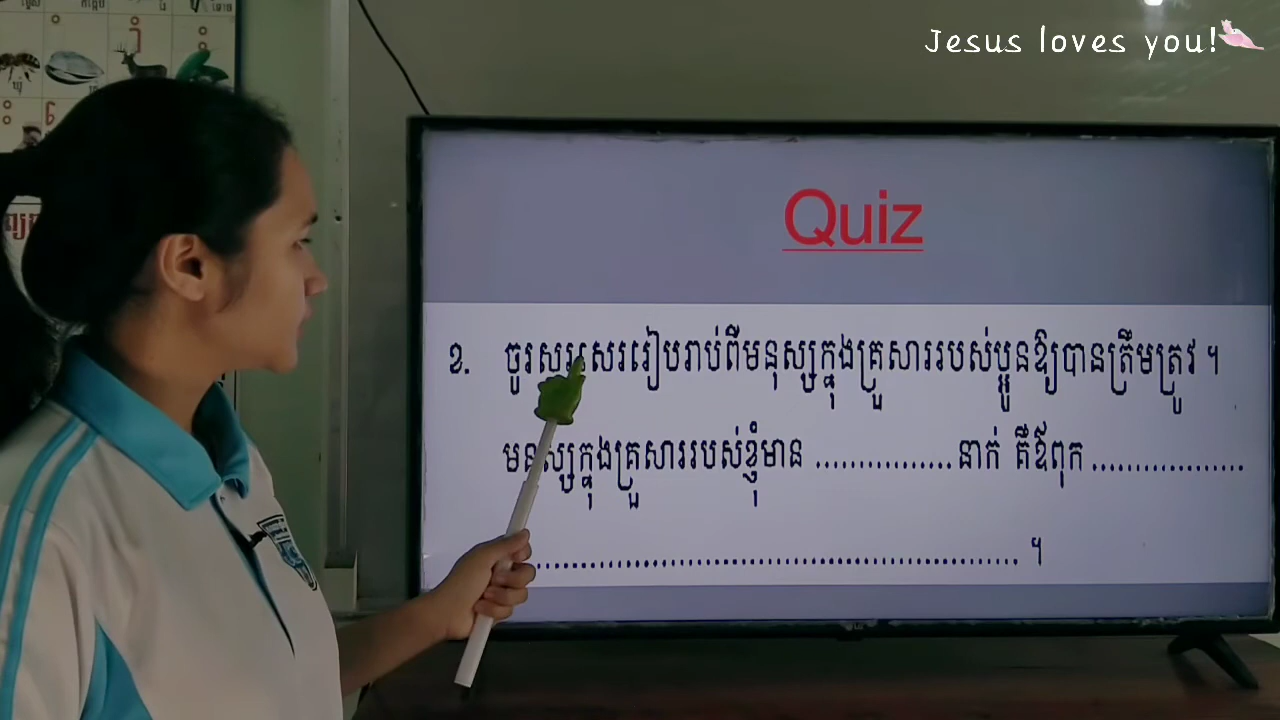 Jesus loves you!
Quiz
ខ. ចូរសរសេររៀបរាប់ពីមនុស្សក្នុងគ្រួសាររបស់ប្អូនឱ្យបានត្រឹមត្រូវ ។
មនុស្សក្នុងគ្រួសាររបស់ខ្ញុំមាន ................នាក់ គឺឪពុក ..................
........................................................... ។